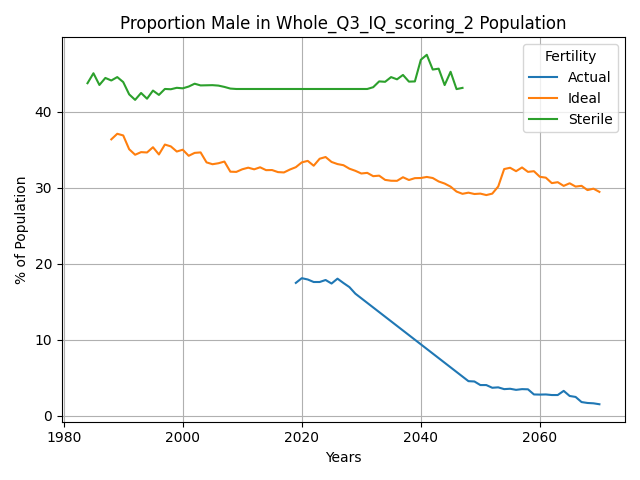 Proportion Male in Whole_Q3_IQ_scoring_2 Population
Fertility
Actual
Ideal
Sterile
% of Population
40
30
20
10
0
1980
2000
2020
2040
2060
Years